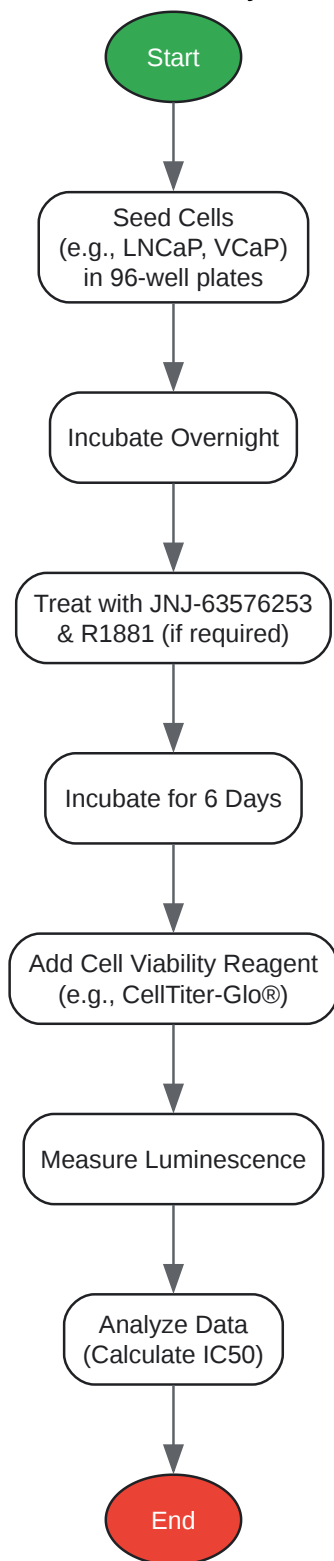 Start
Seed Cells
(e.g., LNCaP, VCaP)
in 96-well plates
Incubate Overnight
Treat with JNJ-63576253
& R1881 (if required)
Incubate for 6 Days
Add Cell Viability Reagent
(e.g., CellTiter-Glo®)
Measure Luminescence
Analyze Data
(Calculate IC50)
End